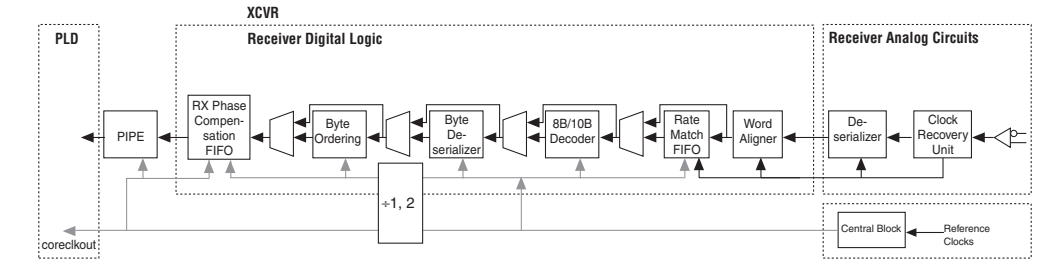 XCVR
PLD
Receiver Digital Logic
Receiver Analog Circuits
PIPE
RX Phase
Compen-
sation
FIFO
Byte
Ordering
Byte
De-
serializer
8B/10B
Decoder
Rate
Match
FIFO
Word
Aligner
De-
serializer
Clock
Recovery
Unit
÷1, 2
coreclkout
Central Block
Reference
Clocks